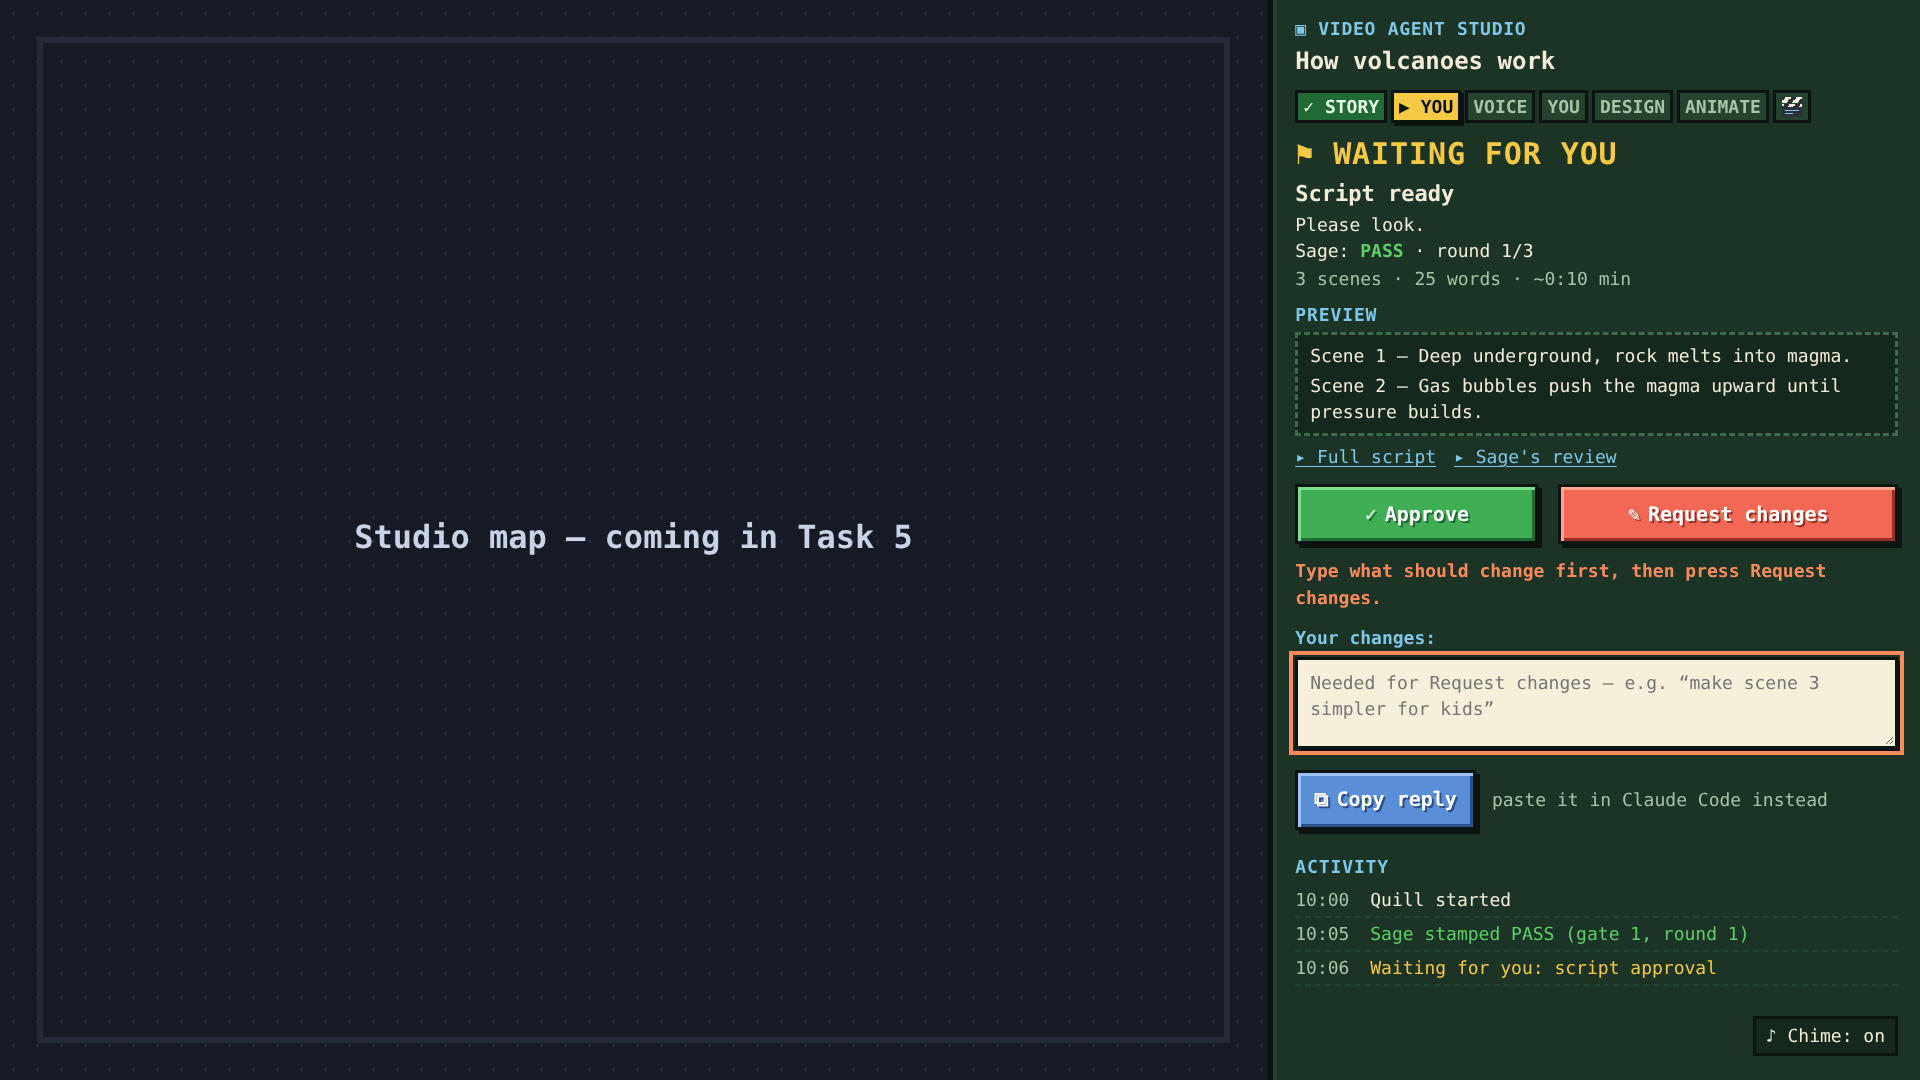 Studio map — coming in Task 5
▣ VIDEO AGENT STUDIO
How volcanoes work
✓ STORY ▶ YOU VOICE YOU DESIGN ANIMATE 🎬
⚑ WAITING FOR YOU
Script ready
Please look.
Sage: PASS · round 1/3
3 scenes · 25 words · ~0:10 min
PREVIEW
Scene 1 — Deep underground, rock melts into magma.
Scene 2 — Gas bubbles push the magma upward until
pressure builds.
▸ Full script ▸ Sage's review
✓ Approve ✎ Request changes
Type what should change first, then press Request
changes.
Your changes:
Needed for Request changes — e.g. “make scene 3
simpler for kids”
⧉ Copy reply paste it in Claude Code instead
ACTIVITY
10:00 Quill started
10:05 Sage stamped PASS (gate 1, round 1)
10:06 Waiting for you: script approval
♪ Chime: on